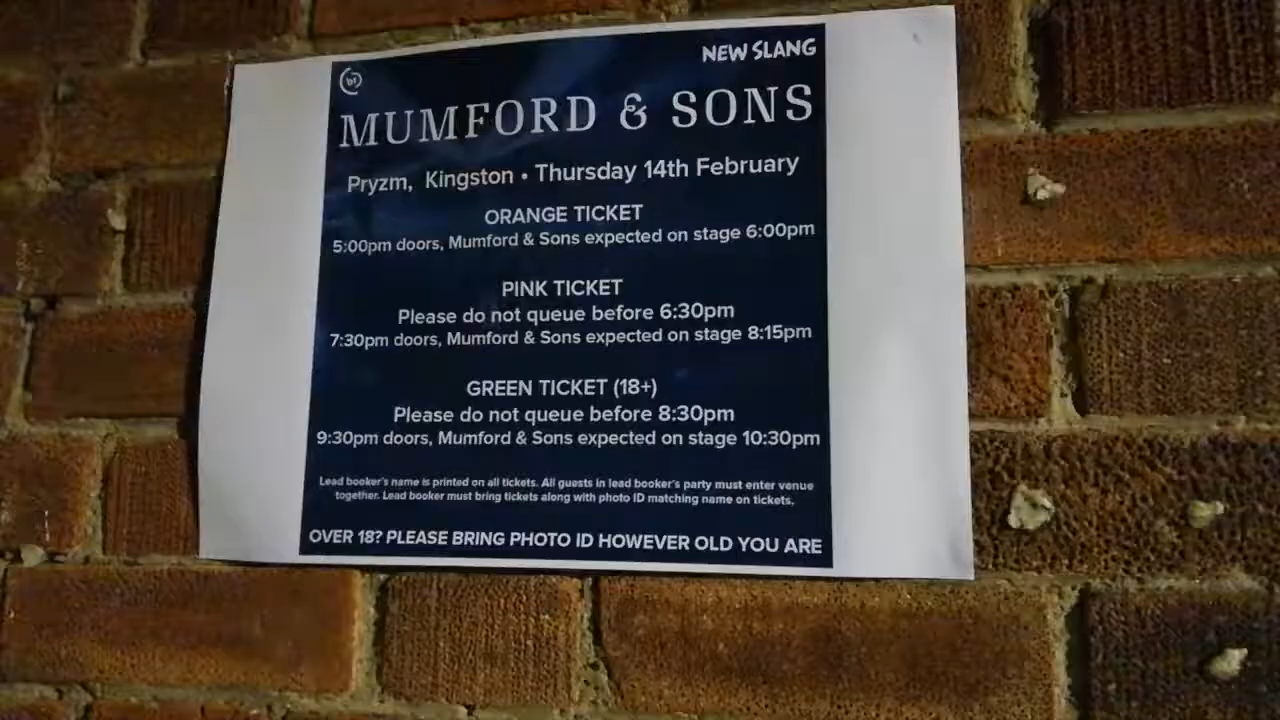 NEW SLANG
MUMFORD & SONS
Pryzm, Kingston • Thursday 14th February
ORANGE TICKET
5:00pm doors, Mumford & Sons expected on stage 6:00pm
PINK TICKET
Please do not queue before 6:30pm
7:30pm doors, Mumford & Sons expected on stage 8:15pm
GREEN TICKET (18+)
Please do not queue before 8:30pm
9:30pm doors, Mumford & Sons expected on stage 10:30pm
Lead booker's name is printed on all tickets. All guests in lead booker's party must enter venue
together. Lead booker must bring tickets along with photo ID matching name on tickets.
OVER 18? PLEASE BRING PHOTO ID HOWEVER OLD YOU ARE